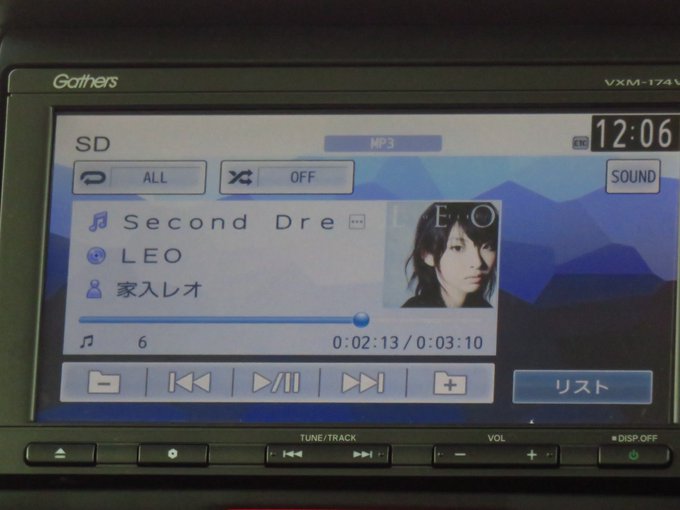 Gathers
VXM-174V
SD
MP3
ETC
12:06
ALL
OFF
SOUND
Second Dre
LEO
LEO
家入レオ
6
0:02:13/0:03:10
リスト
TUNE/TRACK
VOL
DISP.OFF